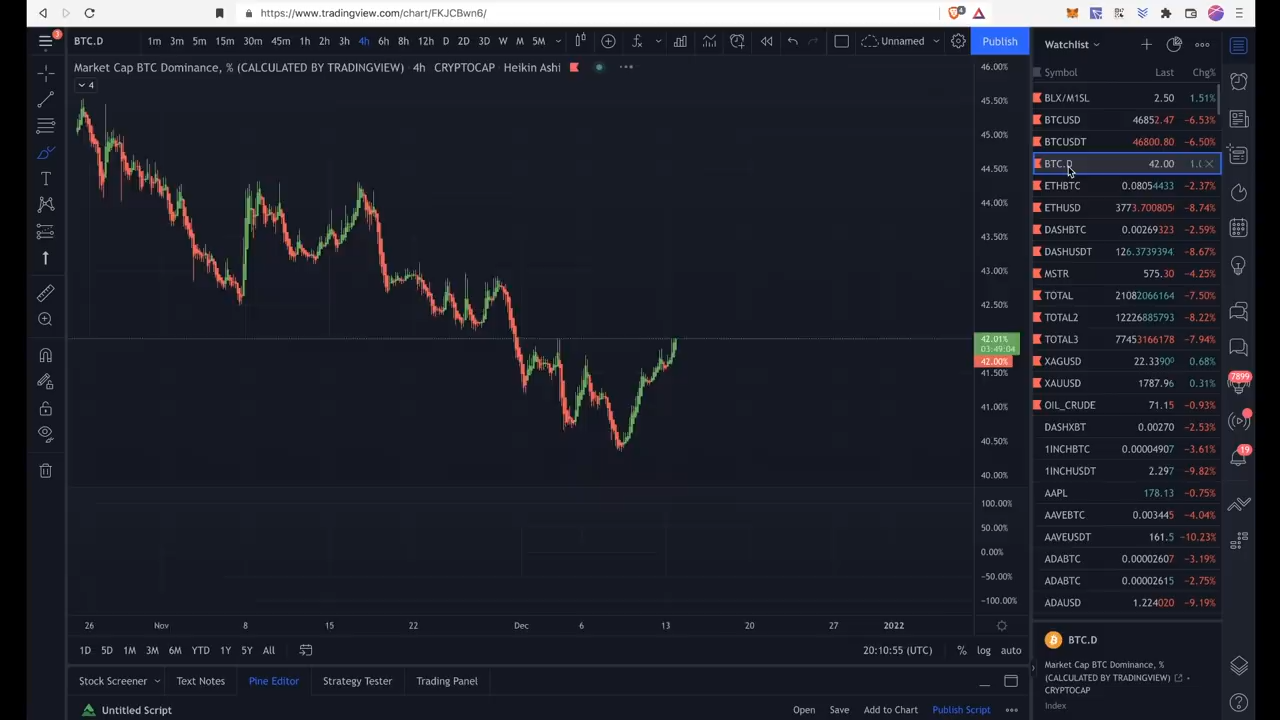 https://www.tradingview.com/chart/FKJCBwn6/
BTC.D 1m 3m 5m 15m 30m 1h 2h 3h 4h 6h 8h 12h D 2D 3D W M 5M Unnamed Publish
Market Cap BTC Dominance, % (CALCULATED BY TRADINGVIEW) · 4h · CRYPTOCAP · Heikin Ashi
4
46.00%
45.50%
45.00%
44.50%
44.00%
43.50%
43.00%
42.50%
42.01%
03:49:04
42.00%
41.50%
41.00%
40.50%
40.00%
100.00%
50.00%
0.00%
−50.00%
−100.00%
26 Nov 8 15 22 Dec 6 13 20 27 2022
1D 5D 1M 3M 6M YTD 1Y 5Y All 20:10:55 (UTC) % log auto
Stock Screener Text Notes Pine Editor Strategy Tester Trading Panel
Untitled Script Open Save Add to Chart Publish Script
Watchlist
Symbol Last Chg%
BLX/M1SL 2.50 1.51%
BTCUSD 46852.47 −6.53%
BTCUSDT 46800.80 −6.50%
BTC.D 42.00
ETHBTC 0.08054433 −2.37%
ETHUSD 3773.700805 −8.74%
DASHBTC 0.00269323 −2.59%
DASHUSDT 126.3739394 −8.67%
MSTR 575.30 −4.25%
TOTAL 21082066164 −7.50%
TOTAL2 12226885793 −8.22%
TOTAL3 77453166178 −7.94%
XAGUSD 22.3390 0.68%
XAUUSD 1787.96 0.31%
OIL_CRUDE 71.15 −0.93%
DASHXBT 0.00270 −2.53%
1INCHBTC 0.00004907 −3.61%
1INCHUSDT 2.297 −9.82%
AAPL 178.13 −0.75%
AAVEBTC 0.003445 −4.04%
AAVEUSDT 161.5 −10.23%
ADABTC 0.00002607 −3.19%
ADABTC 0.00002615 −2.75%
ADAUSD 1.224020 −9.19%
7899
19
BTC.D
Market Cap BTC Dominance, %
(CALCULATED BY TRADINGVIEW) ·
CRYPTOCAP
Index